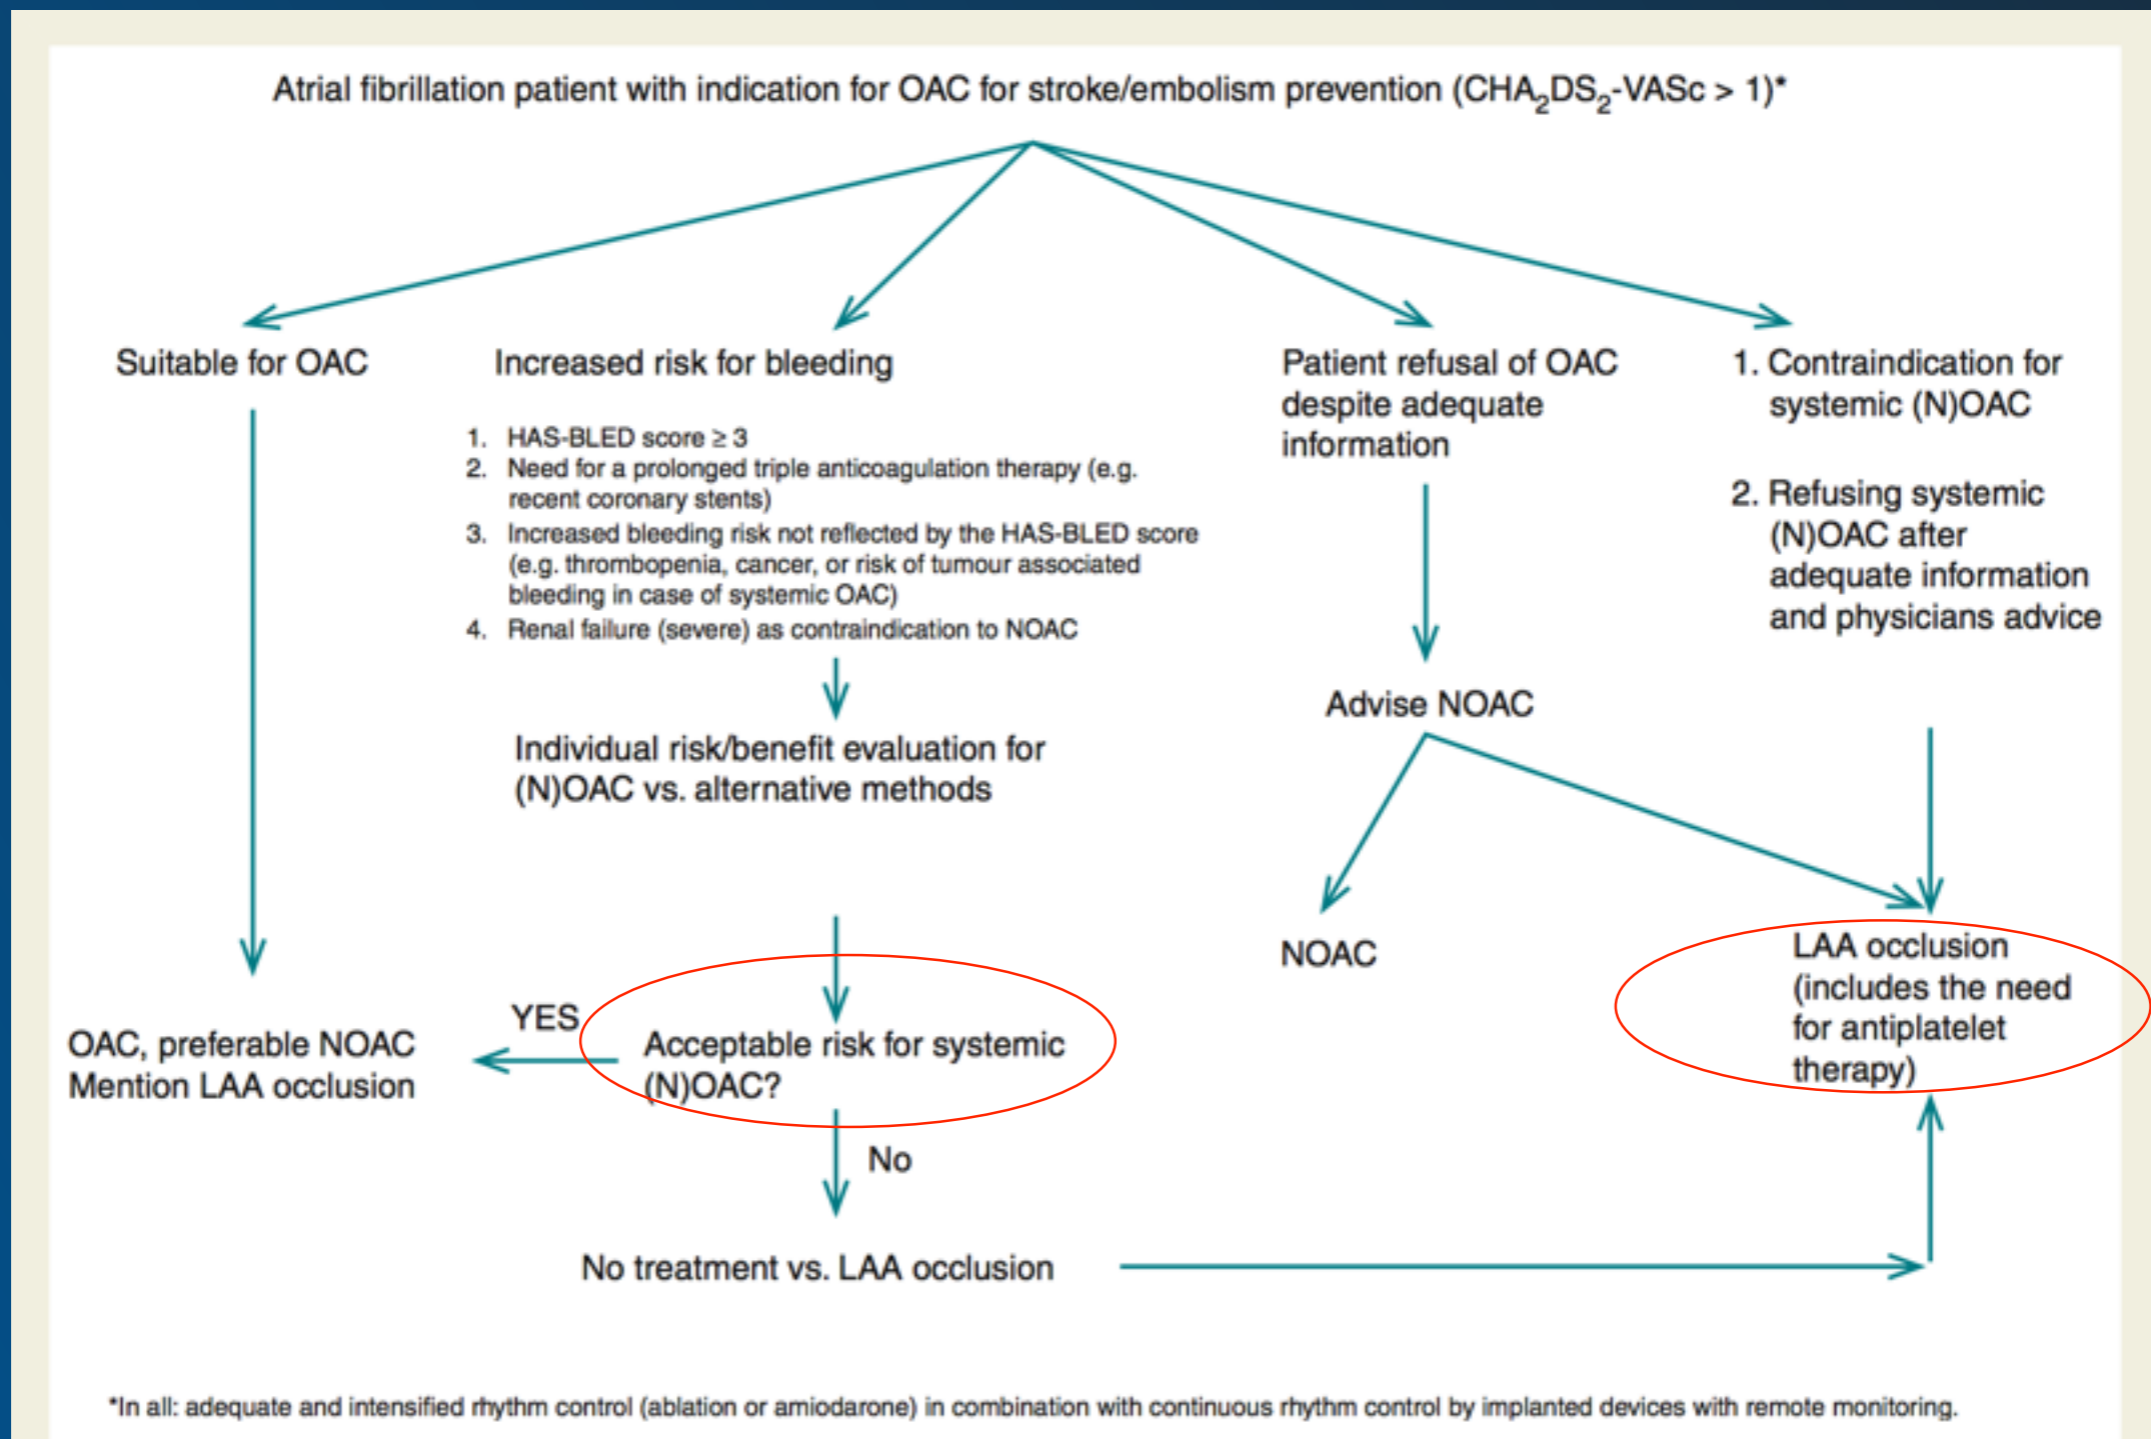 Atrial fibrillation patient with indication for OAC for stroke/embolism prevention (CHA₂DS₂-VASc > 1)*
Suitable for OAC
Increased risk for bleeding
1. HAS-BLED score ≥ 3
2. Need for a prolonged triple anticoagulation therapy (e.g.
recent coronary stents)
3. Increased bleeding risk not reflected by the HAS-BLED score
(e.g. thrombopenia, cancer, or risk of tumour associated
bleeding in case of systemic OAC)
4. Renal failure (severe) as contraindication to NOAC
Individual risk/benefit evaluation for
(N)OAC vs. alternative methods
Patient refusal of OAC
despite adequate
information
Advise NOAC
1. Contraindication for
systemic (N)OAC
2. Refusing systemic
(N)OAC after
adequate information
and physicians advice
NOAC
LAA occlusion
(includes the need
for antiplatelet
therapy)
OAC, preferable NOAC
Mention LAA occlusion
YES
Acceptable risk for systemic
(N)OAC?
No
No treatment vs. LAA occlusion
*In all: adequate and intensified rhythm control (ablation or amiodarone) in combination with continuous rhythm control by implanted devices with remote monitoring.